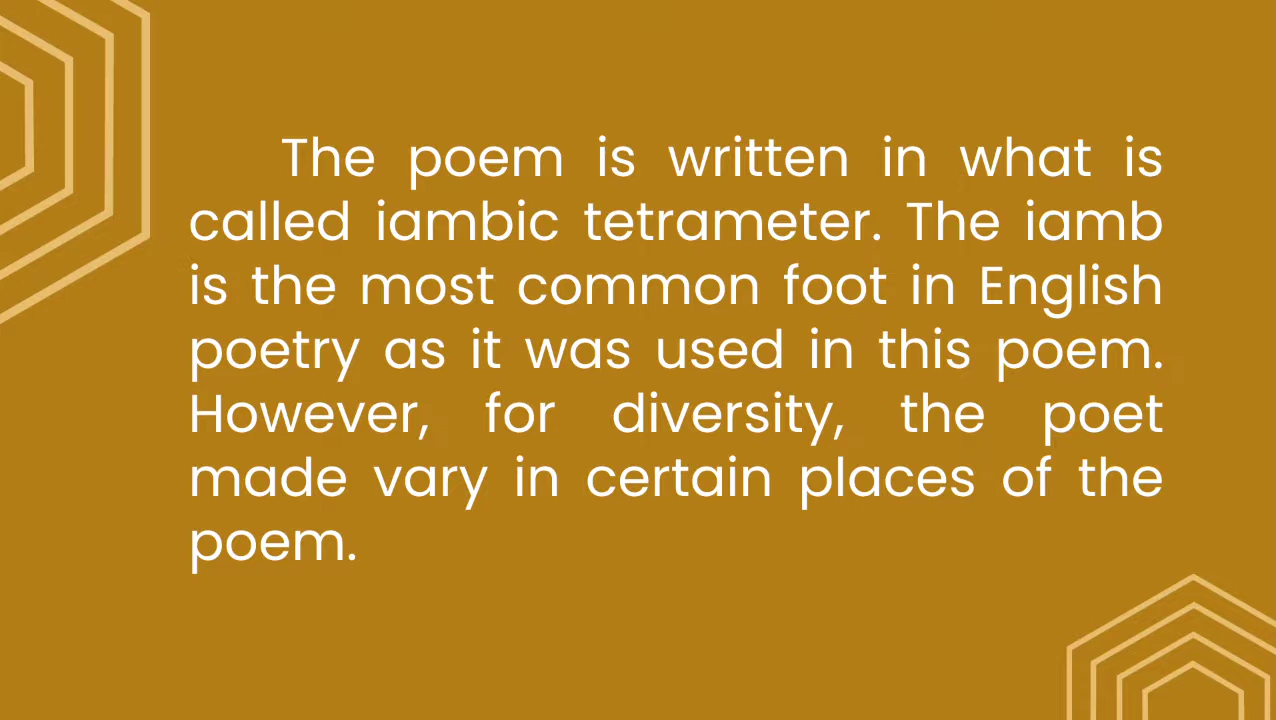 The poem is written in what is
called iambic tetrameter. The iamb
is the most common foot in English
poetry as it was used in this poem.
However, for diversity, the poet
made vary in certain places of the
poem.